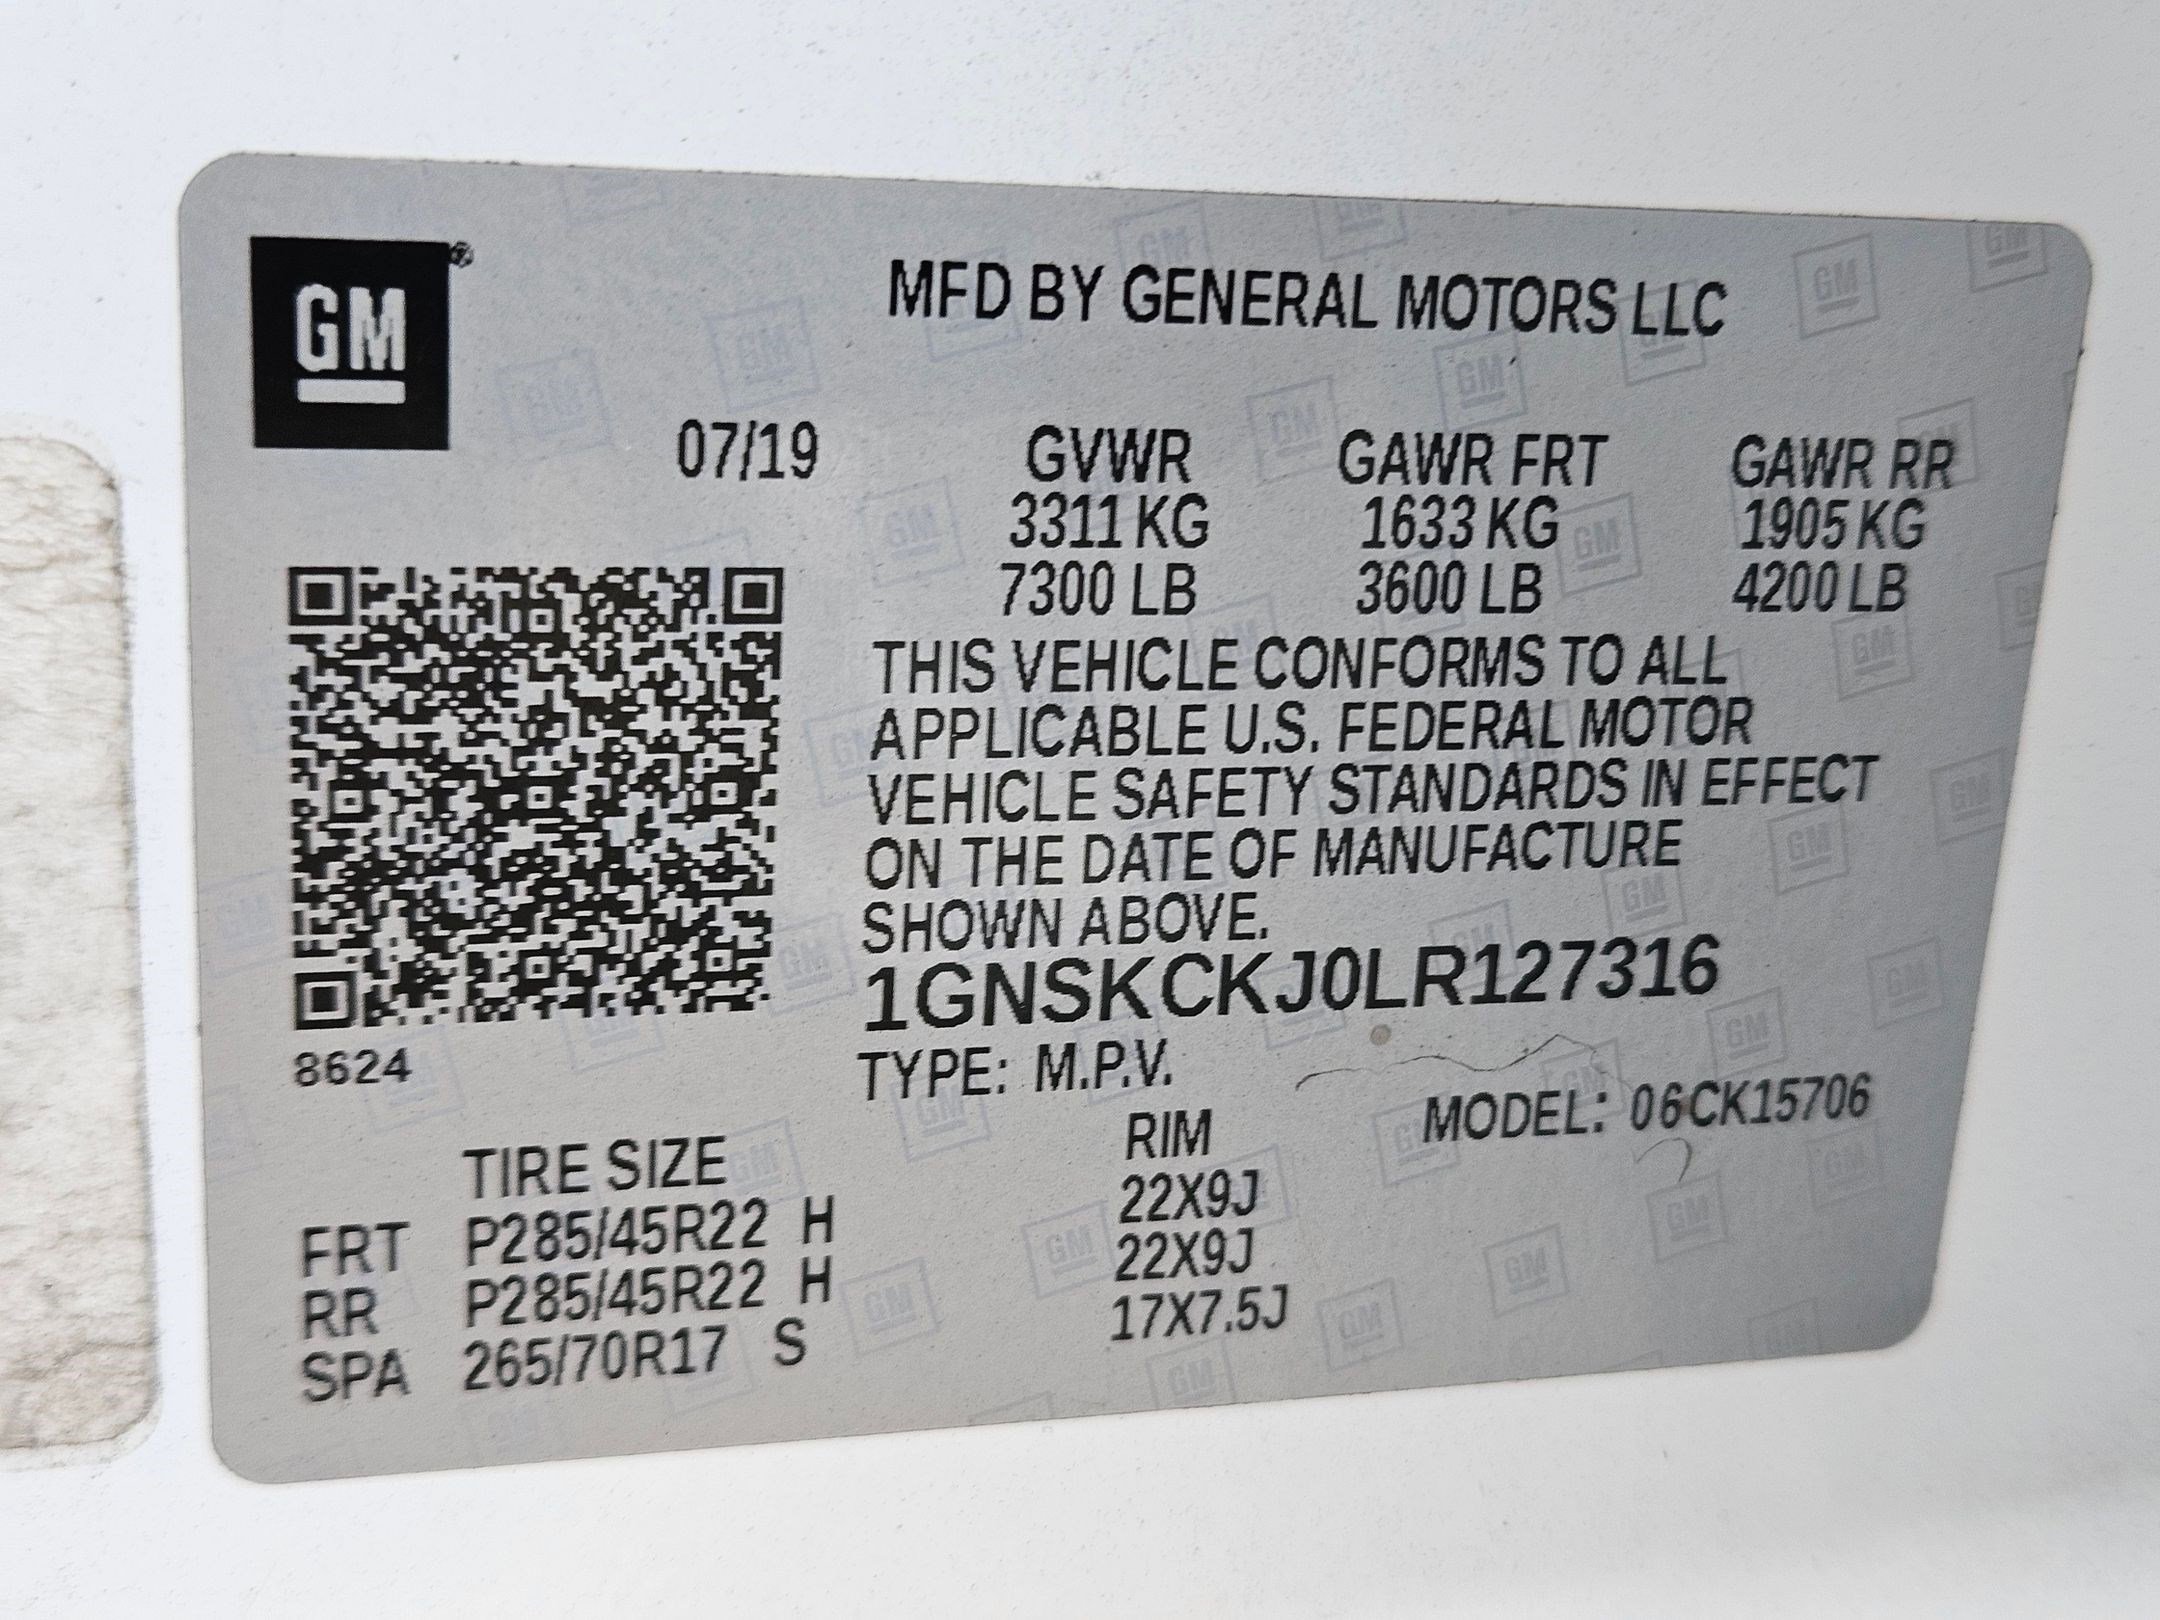 GM®
MFD BY GENERAL MOTORS LLC
07/19 GVWR GAWR FRT GAWR RR
3311 KG 1633 KG 1905 KG
7300 LB 3600 LB 4200 LB
THIS VEHICLE CONFORMS TO ALL
APPLICABLE U.S. FEDERAL MOTOR
VEHICLE SAFETY STANDARDS IN EFFECT
ON THE DATE OF MANUFACTURE
SHOWN ABOVE.
1GNSKCKJ0LR127316
8624
TYPE: M.P.V.
MODEL: 06CK15706
TIRE SIZE RIM
FRT P285/45R22 H 22X9J
RR P285/45R22 H 22X9J
SPA 265/70R17 S 17X7.5J